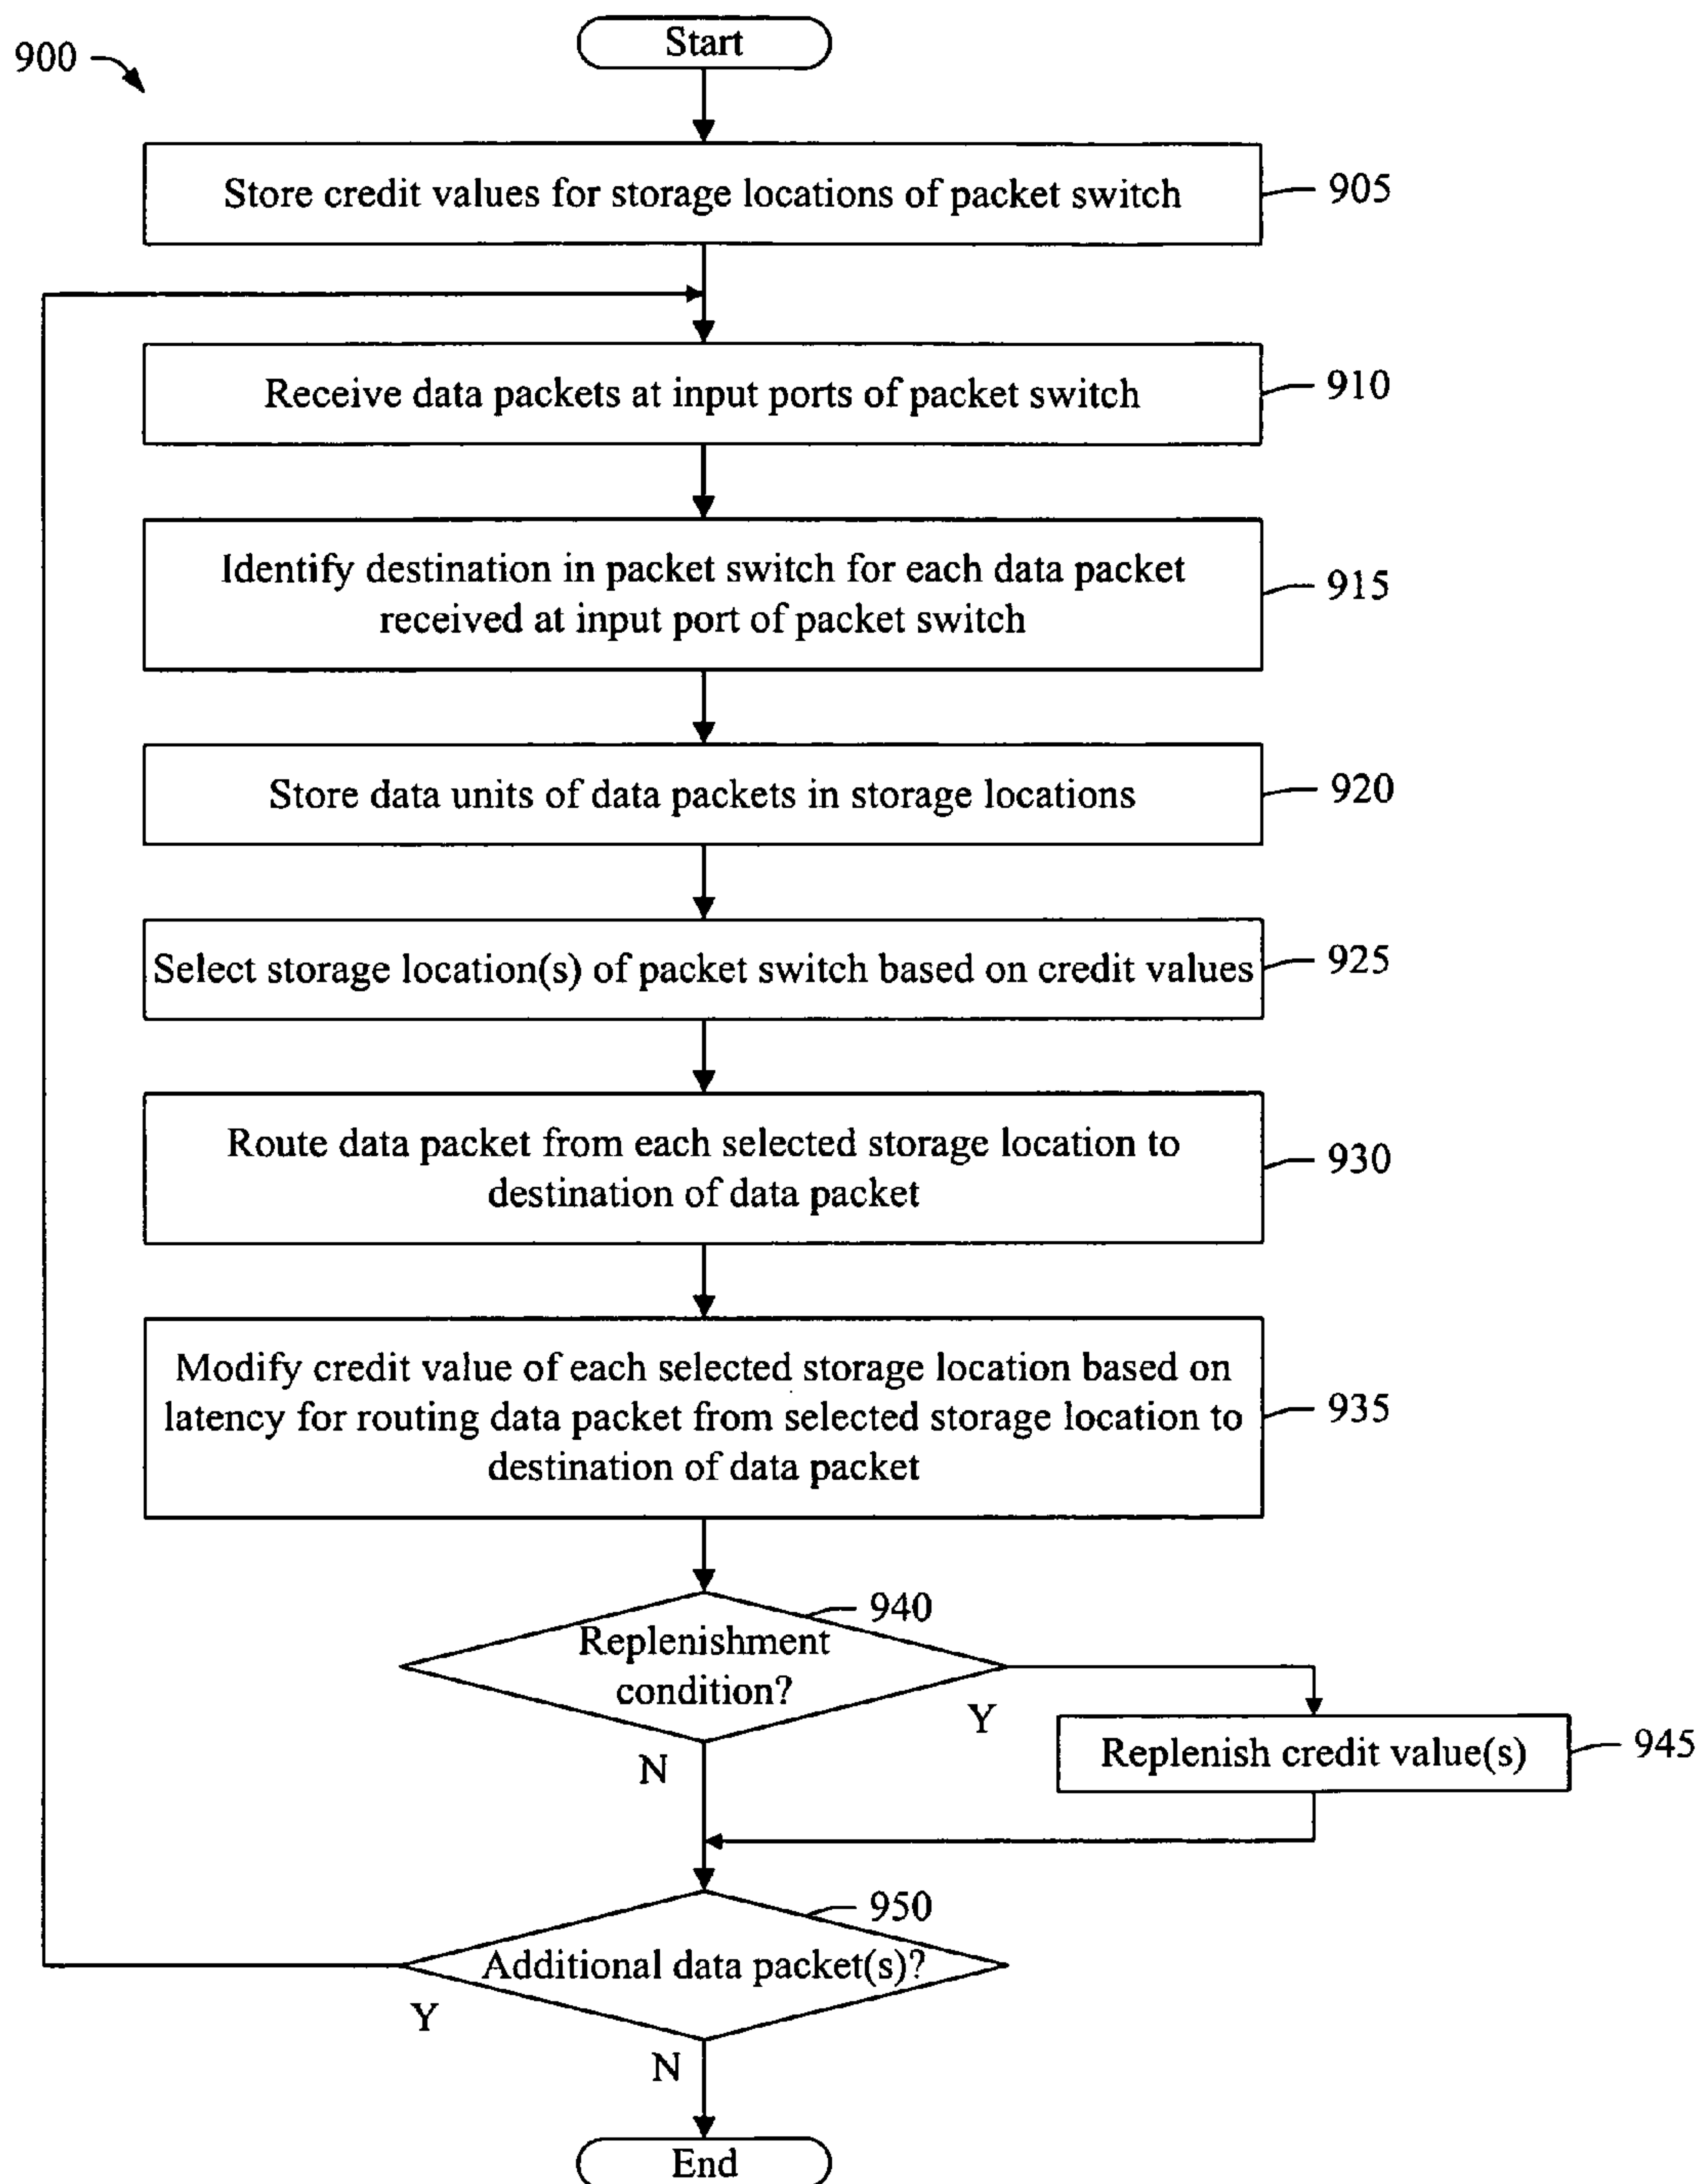 900
Start
Store credit values for storage locations of packet switch
905
Receive data packets at input ports of packet switch
910
Identify destination in packet switch for each data packet
received at input port of packet switch
915
Store data units of data packets in storage locations
920
Select storage location(s) of packet switch based on credit values
925
Route data packet from each selected storage location to
destination of data packet
930
Modify credit value of each selected storage location based on
latency for routing data packet from selected storage location to
destination of data packet
935
940
Replenishment
condition?
Y
N
Replenish credit value(s)
945
950
Additional data packet(s)?
Y
N
End